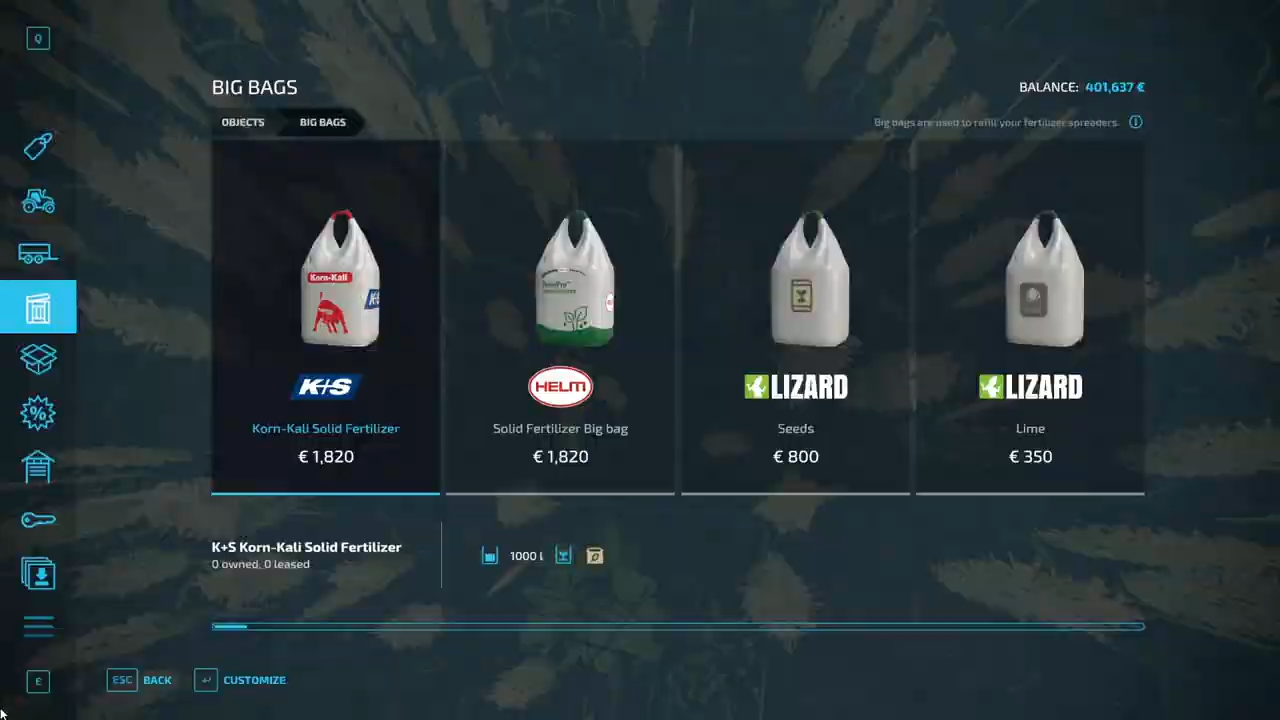 Q
BIG BAGS
BALANCE: 401,637 €
OBJECTS
BIG BAGS
Big bags are used to refill your fertilizer spreaders.
Korn-Kali
K+S
HELM
LIZARD
LIZARD
Korn-Kali Solid Fertilizer
Solid Fertilizer Big bag
Seeds
Lime
€ 1,820
€ 1,820
€ 800
€ 350
K+S Korn-Kali Solid Fertilizer
0 owned, 0 leased
1000 l
E
ESC BACK
CUSTOMIZE